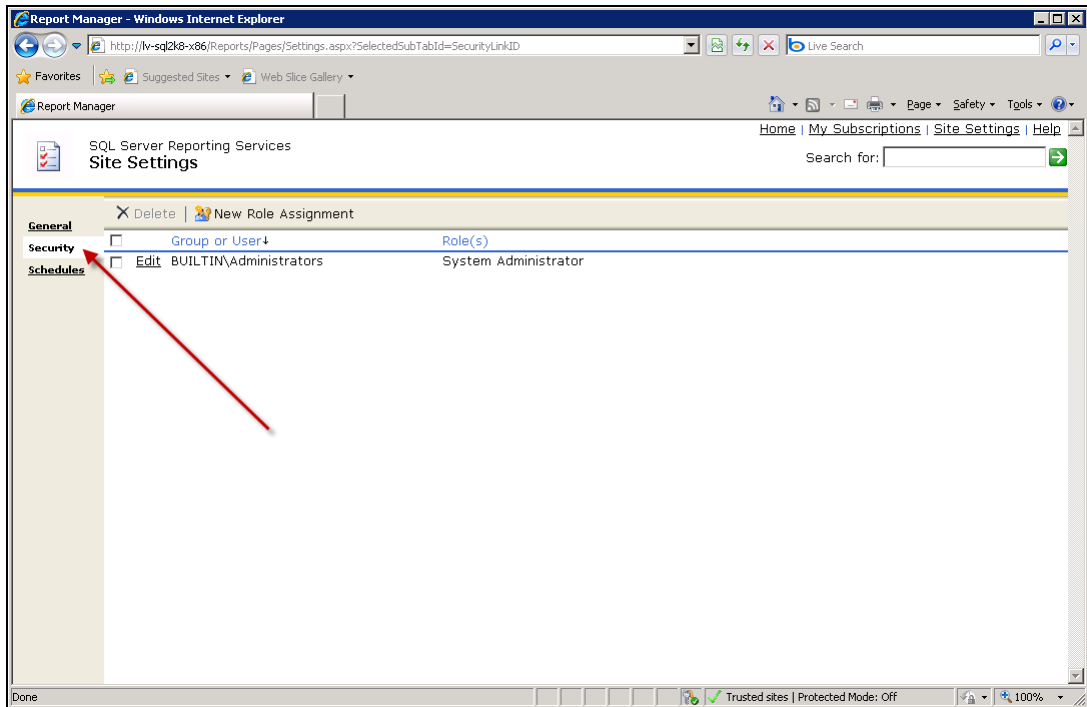 Report Manager - Windows Internet Explorer
http://lv-sql2k8-x86/Reports/Pages/Settings.aspx?SelectedSubTabId=SecurityLinkID
Live Search
Favorites Suggested Sites Web Slice Gallery
Report Manager Page Safety Tools
Home | My Subscriptions | Site Settings | Help
SQL Server Reporting Services
Site Settings
Search for:
Delete | New Role Assignment
General
Security
Schedules
Group or User↓ Role(s)
Edit BUILTIN\Administrators System Administrator
Done Trusted sites | Protected Mode: Off 100%